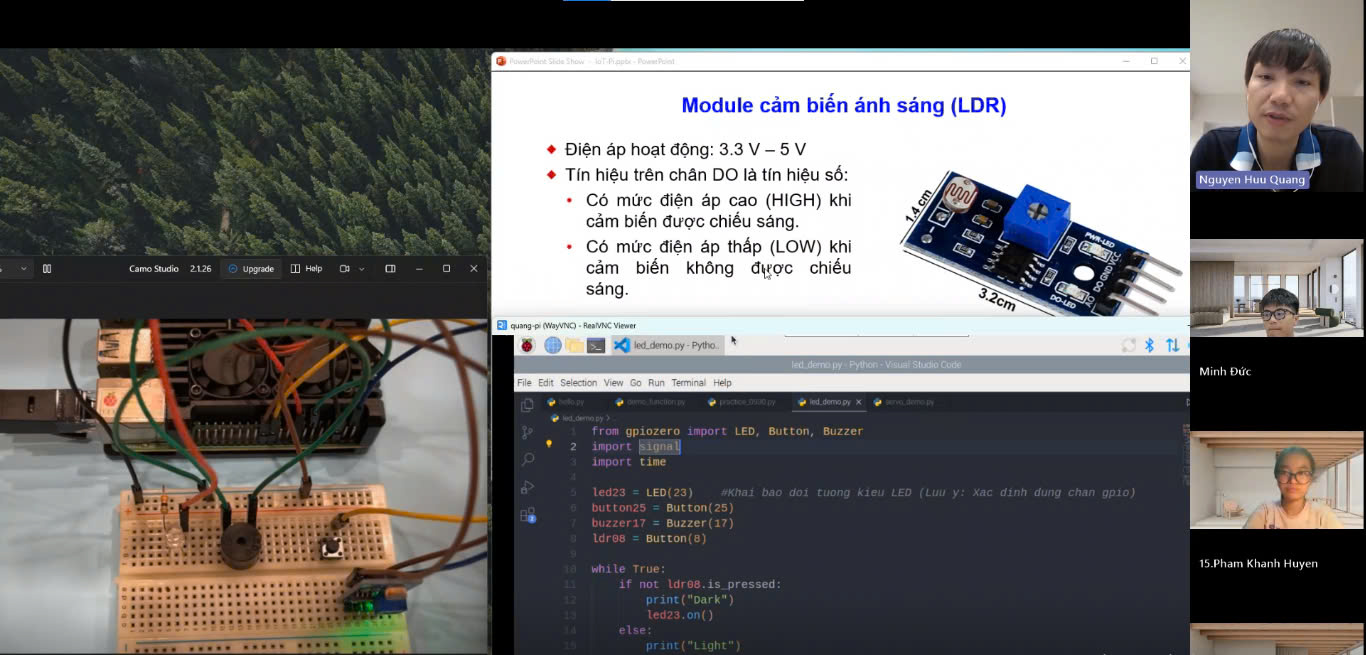 PowerPoint Slide Show - IoT-Pi.pptx - PowerPoint
Module cảm biến ánh sáng (LDR)
Điện áp hoạt động: 3.3 V – 5 V
Tín hiệu trên chân DO là tín hiệu số:
Có mức điện áp cao (HIGH) khi
cảm biến được chiếu sáng.
Có mức điện áp thấp (LOW) khi
cảm biến không được chiếu
sáng.
1.4 cm
3.2cm
PWR-LED
DO-LED
VCC
GND
DO
AO
Nguyen Huu Quang
Camo Studio 2.1.26 Upgrade Help
quang-pi (WayVNC) - RealVNC Viewer
led_demo.py - Pytho..
led_demo.py - Python - Visual Studio Code
File Edit Selection View Go Run Terminal Help
hello.py demo_function.py practice_0590.py led_demo.py servo_demo.py
led_demo.py > ..
1 from gpiozero import LED, Button, Buzzer
2 import signal
3 import time
4
5 led23 = LED(23) #Khai bao doi tuong kieu LED (Luu y: Xac dinh dung chan gpio)
6 button25 = Button(25)
7 buzzer17 = Buzzer(17)
8 ldr08 = Button(8)
9
10 while True:
11 if not ldr08.is_pressed:
12 print("Dark")
13 led23.on()
14 else:
15 print("Light")
Minh Đức
15.Pham Khanh Huyen